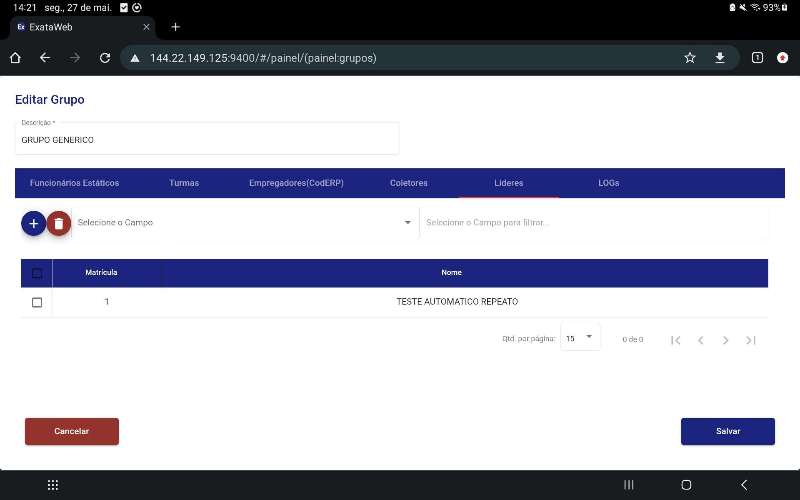 14:21 seg., 27 de mai. 93%
Ex ExataWeb
144.22.149.125:9400/#/painel/(painel:grupos) 1
Editar Grupo
Descrição *
GRUPO GENERICO
Funcionários Estáticos Turmas Empregadores(CodERP) Coletores Líderes LOGs
Selecione o Campo Selecione o Campo para filtrar...
Matrícula Nome
1 TESTE AUTOMATICO REPEATO
Qtd. por página: 15 0 de 0
Cancelar Salvar